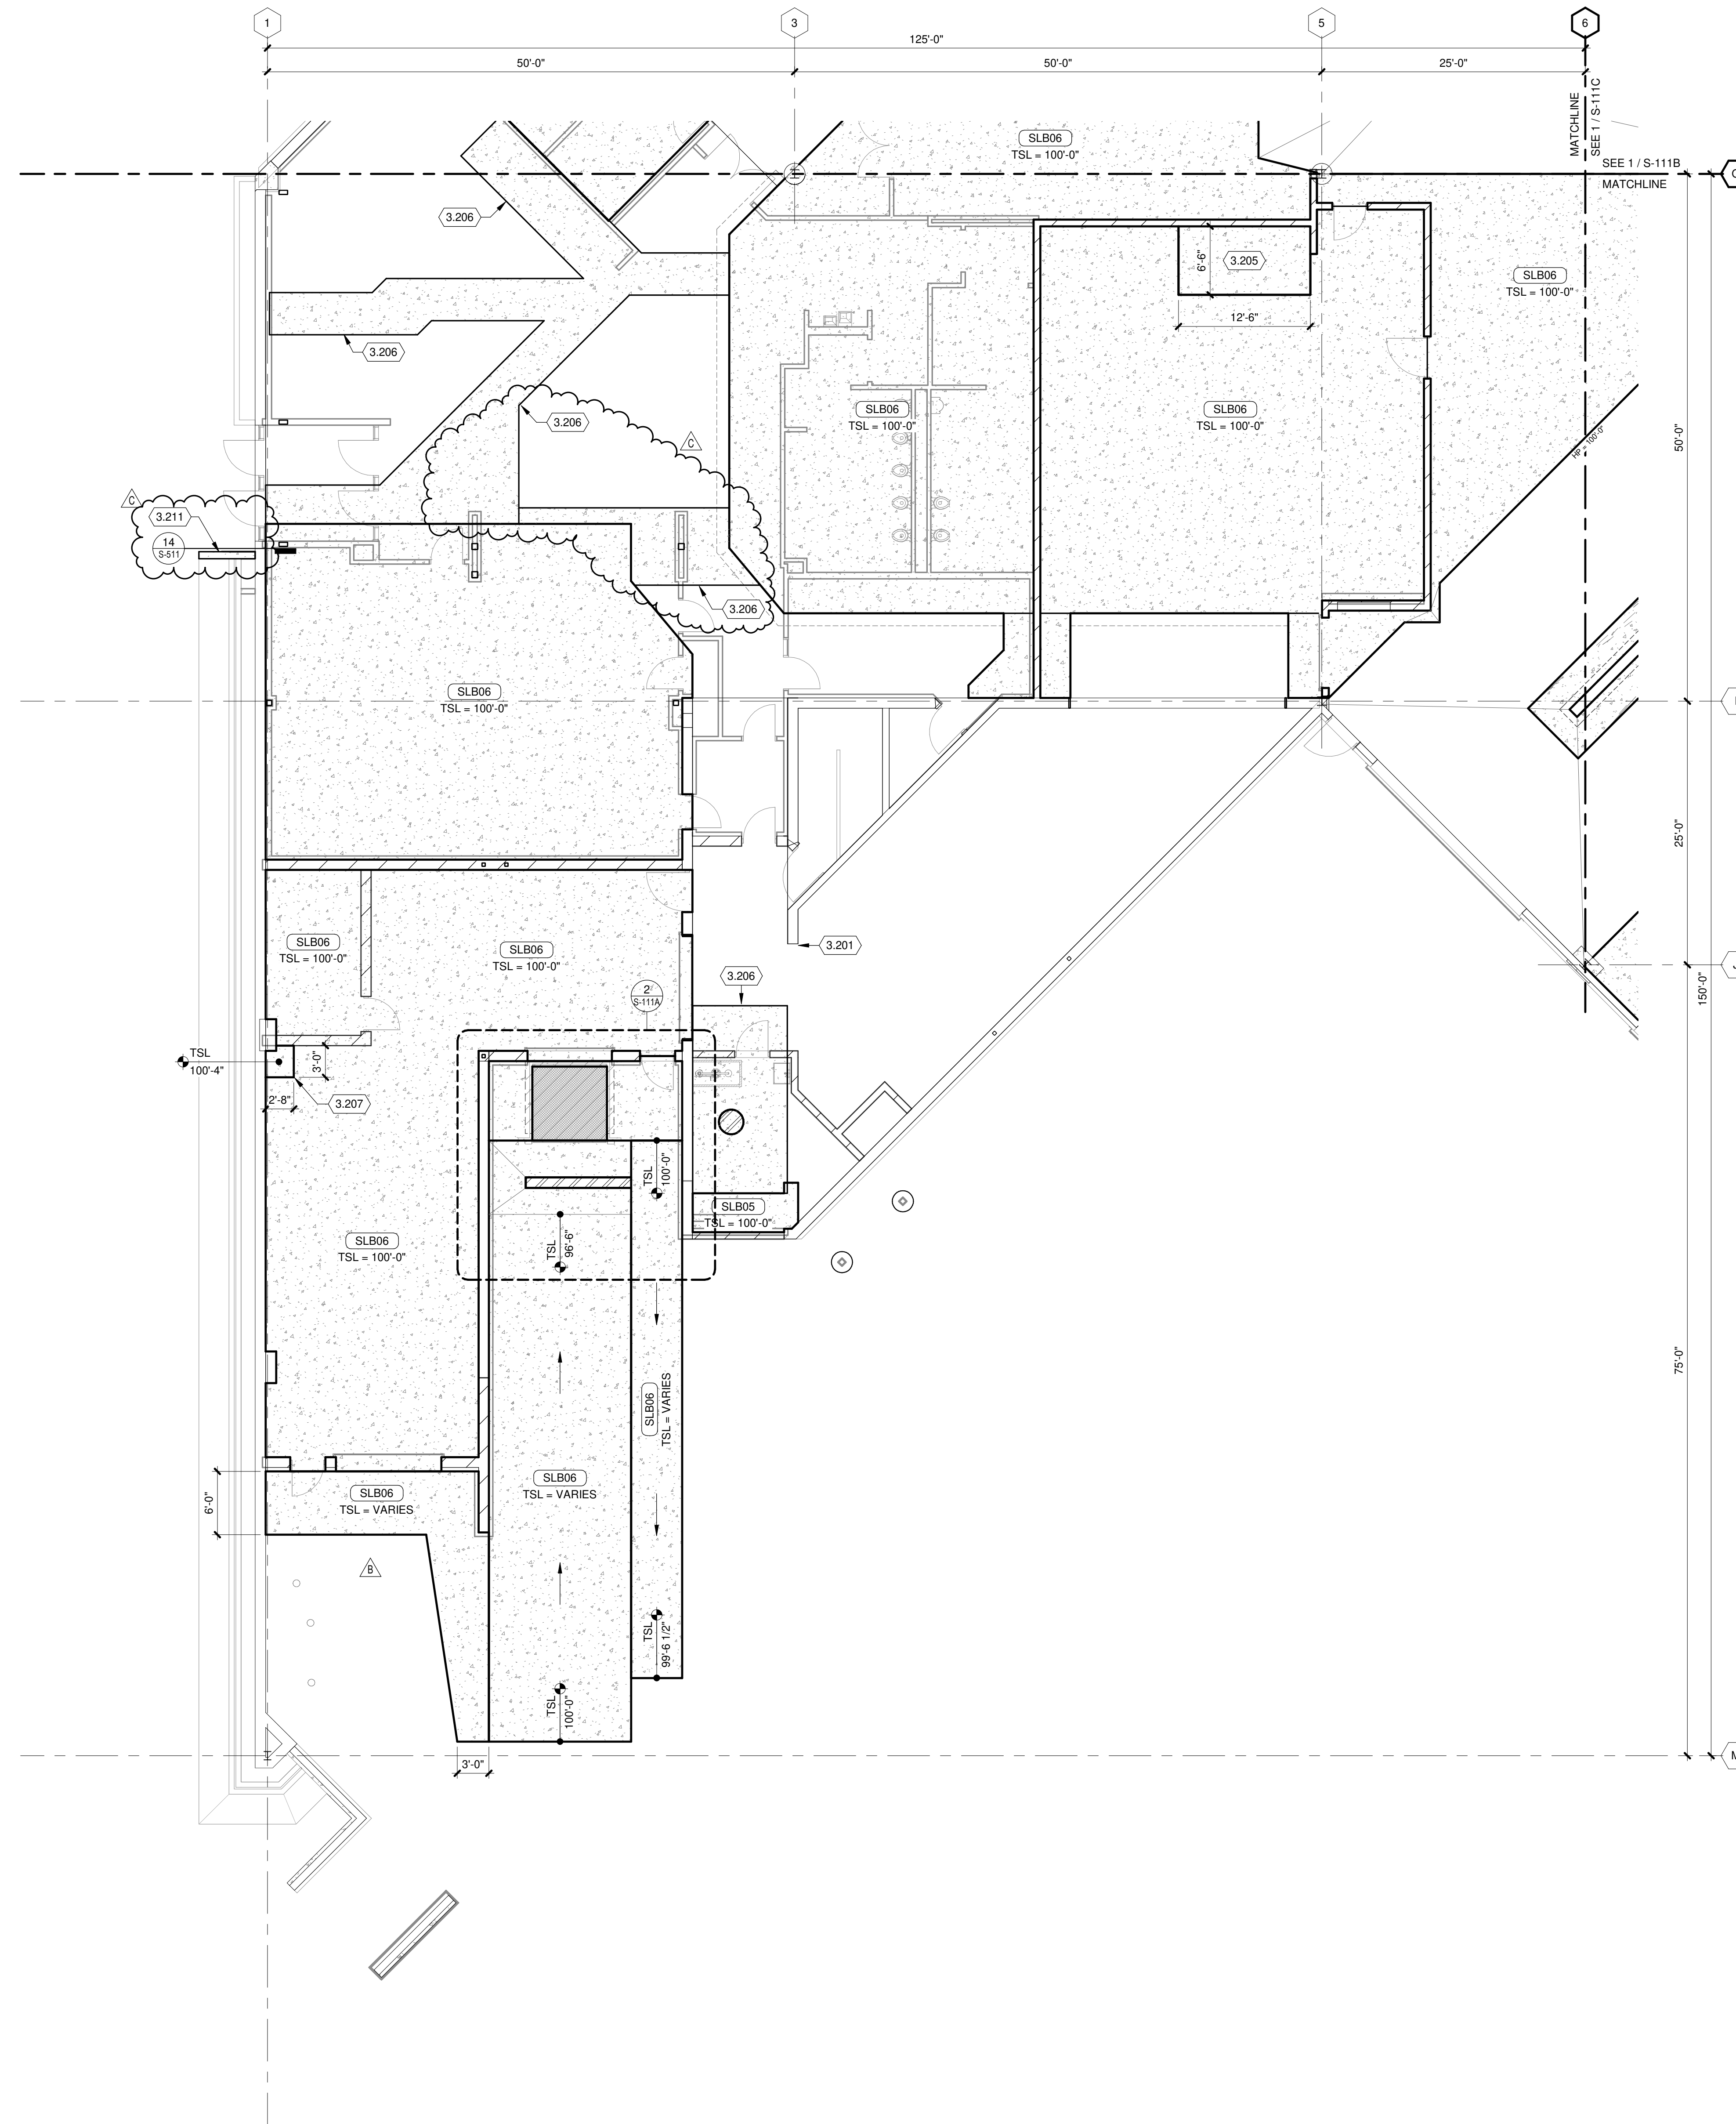 1
3
5
6
125'-0"
50'-0"
50'-0"
25'-0"
MATCHLINE
SEE 1 / S-111C
SLB06
TSL = 100'-0"
SEE 1 / S-111B
MATCHLINE
3.206
6'-6"
3.205
SLB06
TSL = 100'-0"
12'-6"
3.206
SLB06
TSL = 100'-0"
SLB06
TSL = 100'-0"
3.206
C
HP = 100'-0"
50'-0"
C
3.211
14
S-511
3.206
SLB06
TSL = 100'-0"
25'-0"
SLB06
TSL = 100'-0"
SLB06
TSL = 100'-0"
3.201
3.206
2
S-111A
150'-0"
TSL
100'-4"
3'-0"
2'-8"
3.207
TSL
100'-0"
SLB05
TSL = 100'-0"
SLB06
TSL = 100'-0"
TSL
96'-6"
75'-0"
SLB06
TSL = VARIES
SLB06
TSL = VARIES
SLB06
TSL = VARIES
6'-0"
B
TSL
99'-6 1/2"
TSL
100'-0"
M
3'-0"